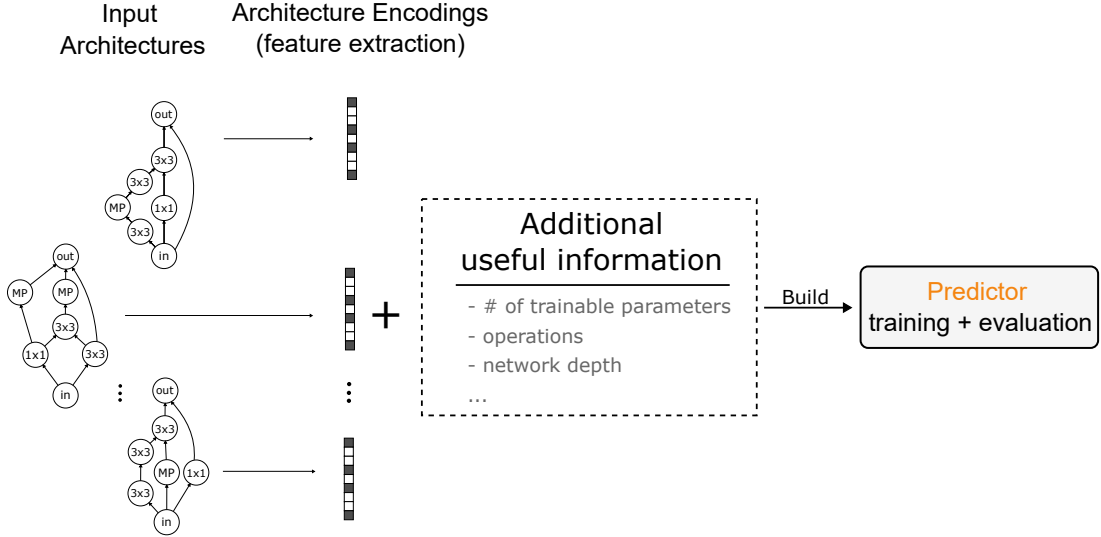 Input
Architectures
Architecture Encodings
(feature extraction)
out
3x3
3x3
MP
1x1
3x3
in
out
MP
MP
3x3
1x1
3x3
in
out
3x3
3x3
MP
1x1
3x3
in
+
Additional
useful information
- # of trainable parameters
- operations
- network depth
...
Build
Predictor
training + evaluation